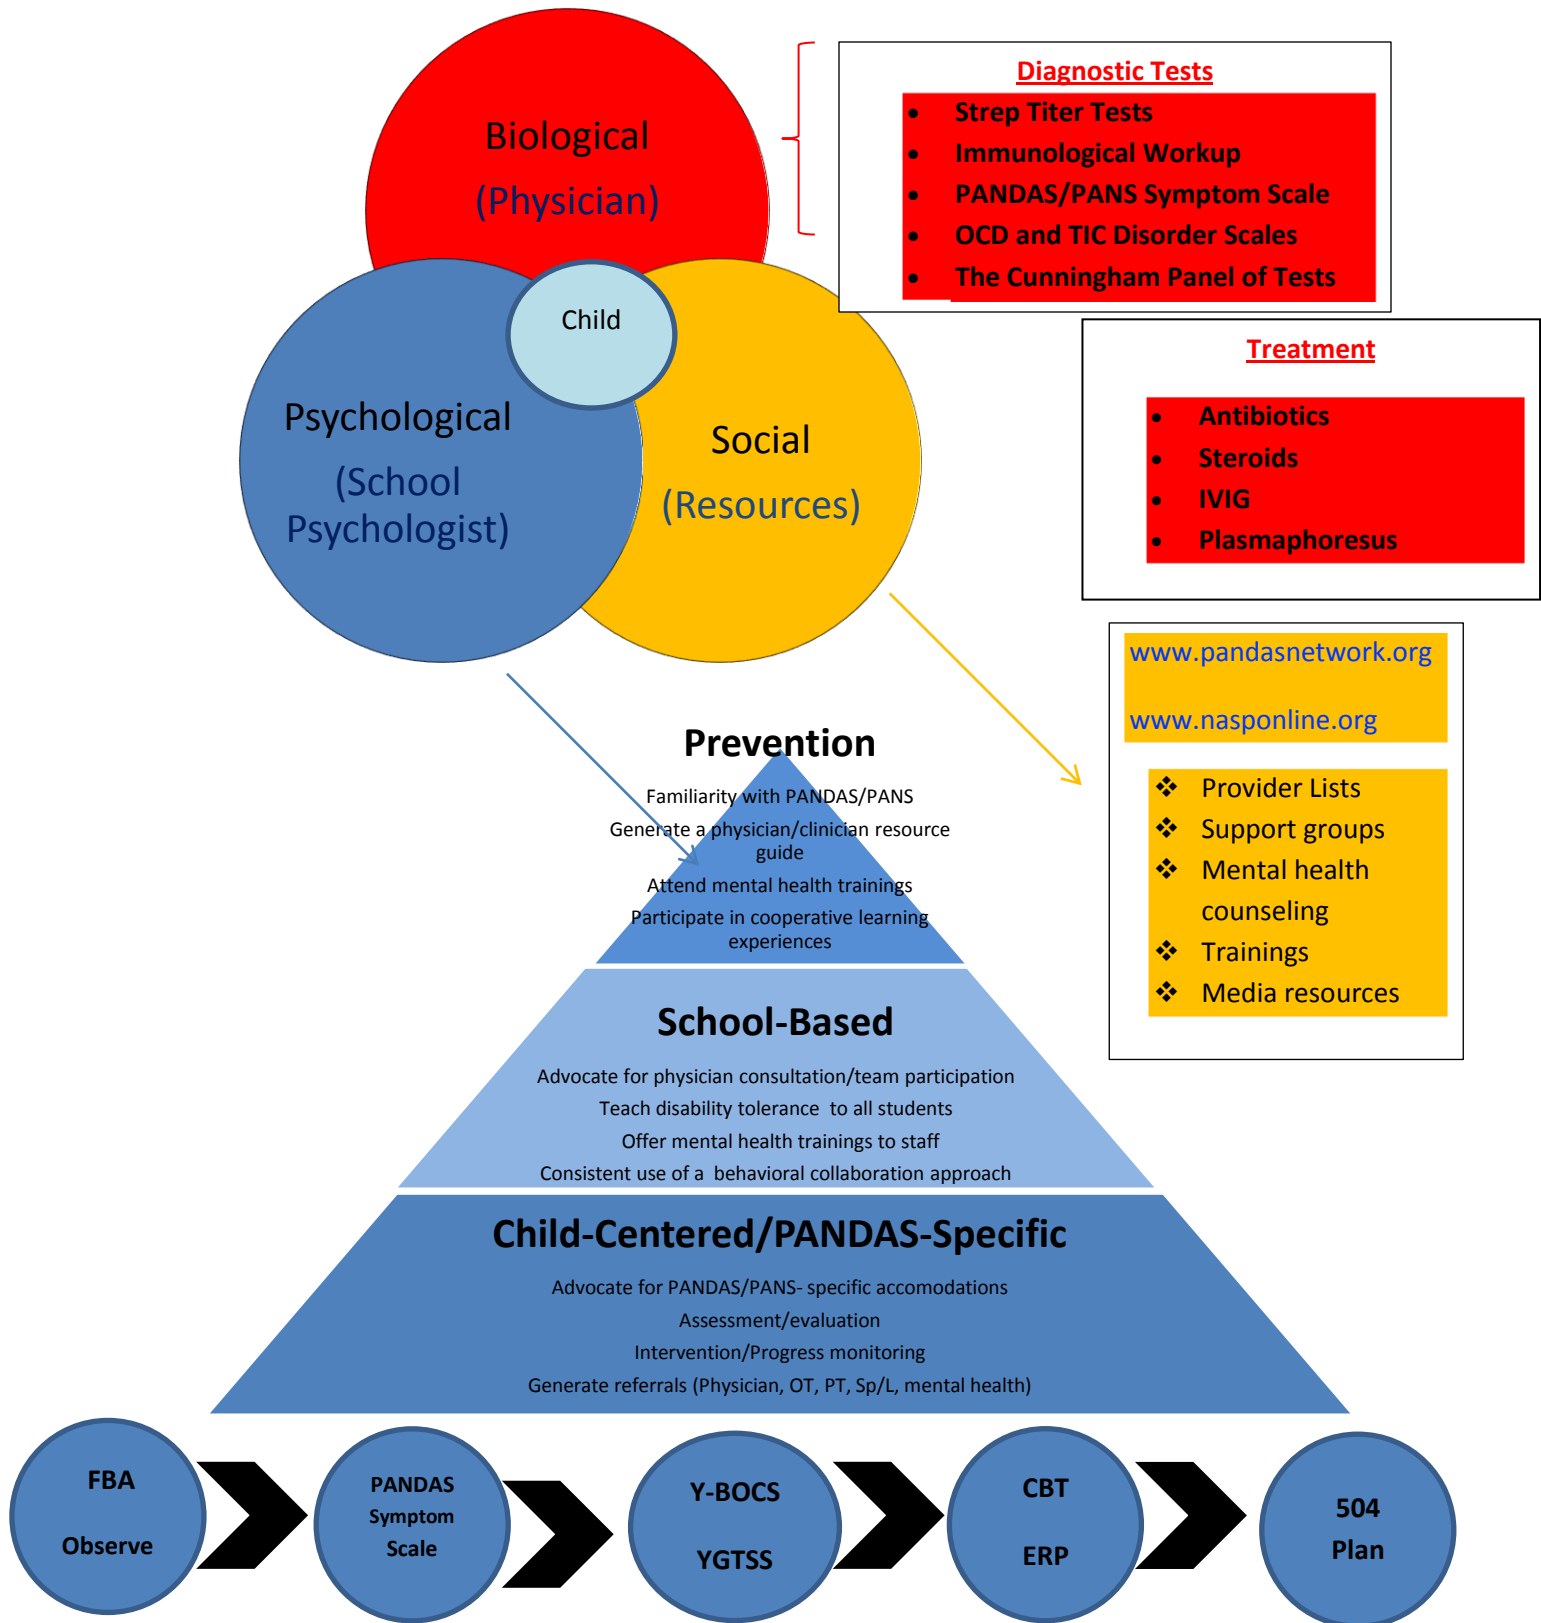 Biological
(Physician)
Child
Psychological
(School
Psychologist)
Social
(Resources)
Diagnostic Tests
• Strep Titer Tests
• Immunological Workup
• PANDAS/PANS Symptom Scale
• OCD and TIC Disorder Scales
• The Cunningham Panel of Tests
Treatment
• Antibiotics
• Steroids
• IVIG
• Plasmaphoresus
www.pandasnetwork.org
www.nasponline.org
❖ Provider Lists
❖ Support groups
❖ Mental health
counseling
❖ Trainings
❖ Media resources
Prevention
Familiarity with PANDAS/PANS
Generate a physician/clinician resource
guide
Attend mental health trainings
Participate in cooperative learning
experiences
School-Based
Advocate for physician consultation/team participation
Teach disability tolerance to all students
Offer mental health trainings to staff
Consistent use of a behavioral collaboration approach
Child-Centered/PANDAS-Specific
Advocate for PANDAS/PANS- specific accomodations
Assessment/evaluation
Intervention/Progress monitoring
Generate referrals (Physician, OT, PT, Sp/L, mental health)
FBA
Observe
PANDAS
Symptom
Scale
Y-BOCS
YGTSS
CBT
ERP
504
Plan